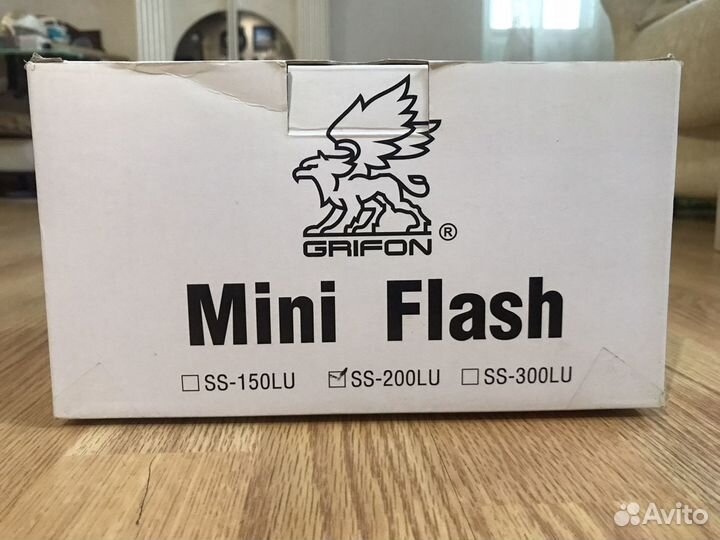 GRIFON ®
Mini Flash
SS-150LU SS-200LU SS-300LU
Avito